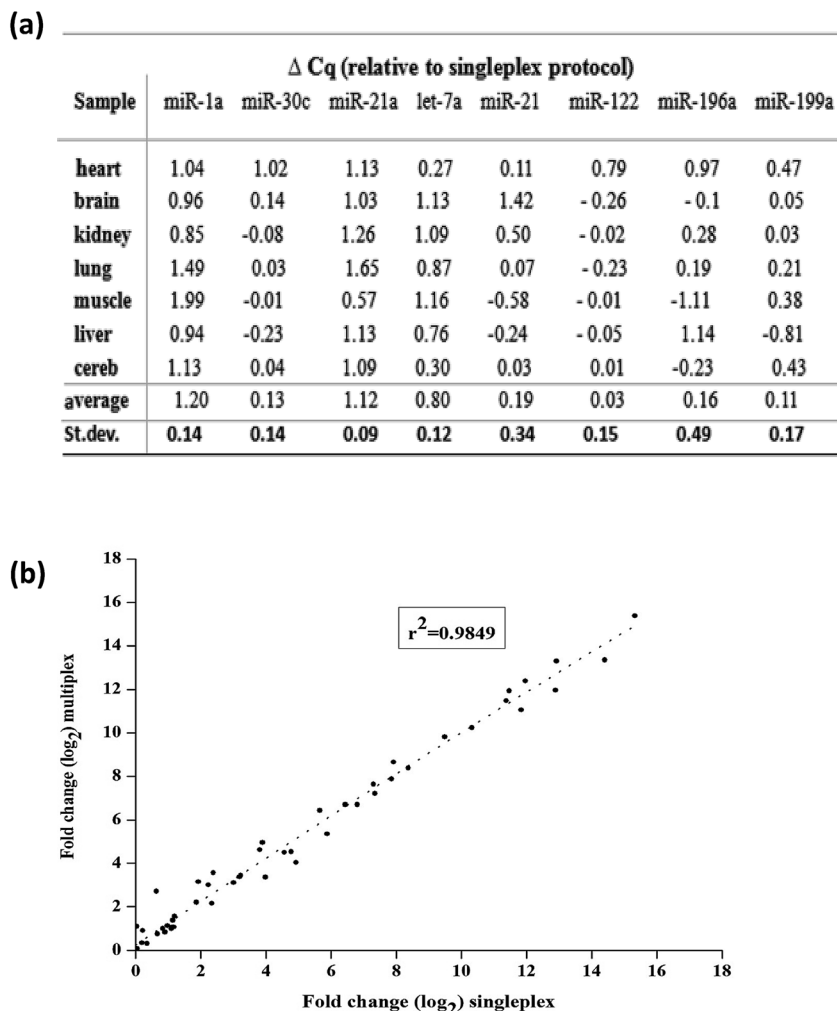 (a)
Δ Cq (relative to singleplex protocol)
Sample miR-1a miR-30c miR-21a let-7a miR-21 miR-122 miR-196a miR-199a
heart 1.04 1.02 1.13 0.27 0.11 0.79 0.97 0.47
brain 0.96 0.14 1.03 1.13 1.42 - 0.26 - 0.1 0.05
kidney 0.85 -0.08 1.26 1.09 0.50 - 0.02 0.28 0.03
lung 1.49 0.03 1.65 0.87 0.07 - 0.23 0.19 0.21
muscle 1.99 -0.01 0.57 1.16 -0.58 - 0.01 -1.11 0.38
liver 0.94 -0.23 1.13 0.76 -0.24 - 0.05 1.14 -0.81
cereb 1.13 0.04 1.09 0.30 0.03 0.01 -0.23 0.43
average 1.20 0.13 1.12 0.80 0.19 0.03 0.16 0.11
St.dev. 0.14 0.14 0.09 0.12 0.34 0.15 0.49 0.17
(b)
18
16
14
12
10
8
6
4
2
0
Fold change (log2) multiplex
r2=0.9849
0 2 4 6 8 10 12 14 16 18
Fold change (log2) singleplex